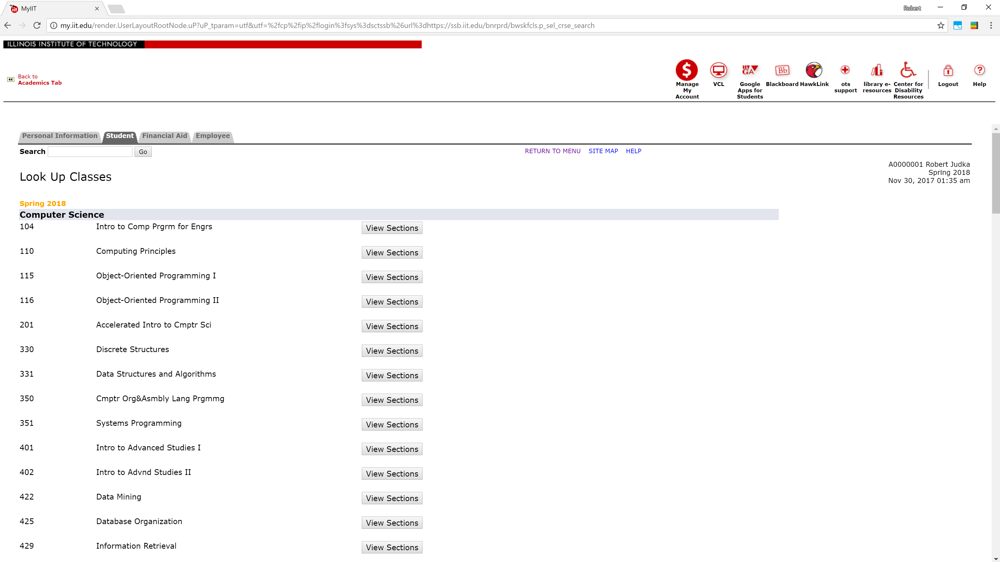 MyIIT
Robert
my.iit.edu/render.UserLayoutRootNode.uP?uP_tparam=utf&utf=%2fcp%2fip%2flogin%3fsys%3dsctssb%26url%3dhttps://ssb.iit.edu/bnrprd/bwskfcls.p_sel_crse_search
ILLINOIS INSTITUTE OF TECHNOLOGY
Back to
Academics Tab
Manage My Account
VCL
IIT GA
Google Apps for Students
Bb
Blackboard
HawkLink
ots support
library e-resources
Center for Disability Resources
Logout
Help
Personal Information Student Financial Aid Employee
Search Go
RETURN TO MENU SITE MAP HELP
A0000001 Robert Judka
Spring 2018
Nov 30, 2017 01:35 am
Look Up Classes
Spring 2018
Computer Science
104 Intro to Comp Prgrm for Engrs View Sections
110 Computing Principles View Sections
115 Object-Oriented Programming I View Sections
116 Object-Oriented Programming II View Sections
201 Accelerated Intro to Cmptr Sci View Sections
330 Discrete Structures View Sections
331 Data Structures and Algorithms View Sections
350 Cmptr Org&Asmbly Lang Prgmmg View Sections
351 Systems Programming View Sections
401 Intro to Advanced Studies I View Sections
402 Intro to Advnd Studies II View Sections
422 Data Mining View Sections
425 Database Organization View Sections
429 Information Retrieval View Sections